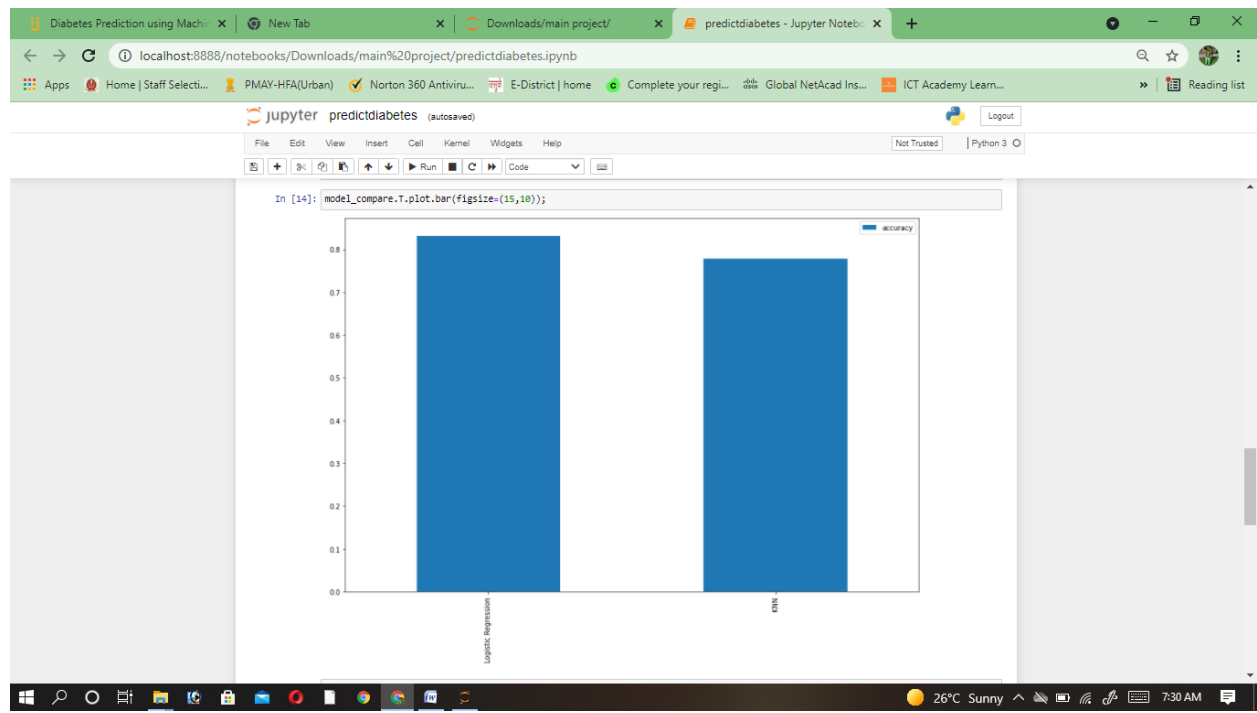 Diabetes Prediction using Machin
New Tab
Downloads/main project/
predictdiabetes - Jupyter Notebo
localhost:8888/notebooks/Downloads/main%20project/predictdiabetes.ipynb
Apps Home | Staff Selecti... PMAY-HFA(Urban) Norton 360 Antiviru... E-District | home Complete your regi... Global NetAcad Ins... ICT Academy Learn... » Reading list
jupyter predictdiabetes (autosaved) Logout
File Edit View Insert Cell Kernel Widgets Help Not Trusted Python 3
Run Code
In [14]: model_compare.T.plot.bar(figsize=(15,10));
accuracy
0.8
0.7
0.6
0.5
0.4
0.3
0.2
0.1
0.0
Logistic Regression
KNN
26°C Sunny 7:30 AM